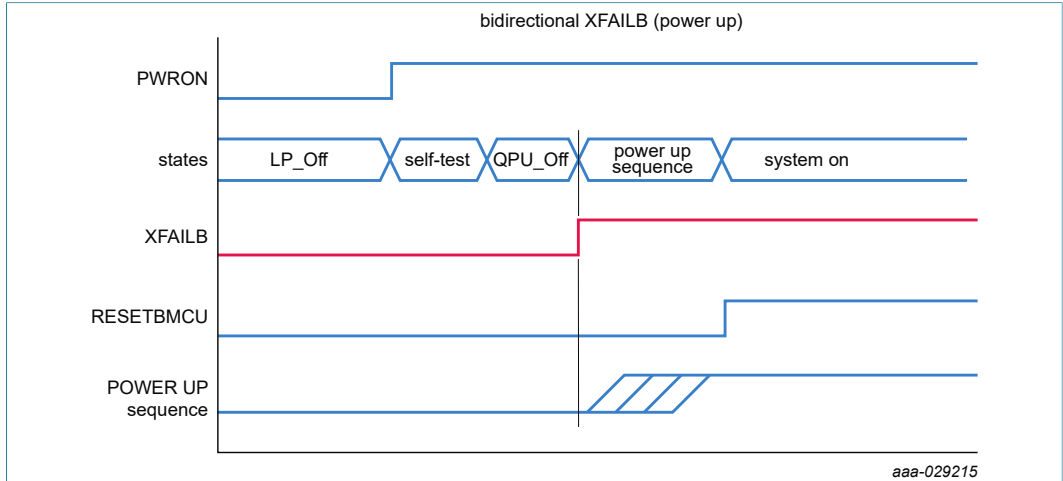 bidirectional XFAILB (power up)
PWRON
states
LP_Off
self-test
QPU_Off
power up
sequence
system on
XFAILB
RESETBMCU
POWER UP
sequence
aaa-029215